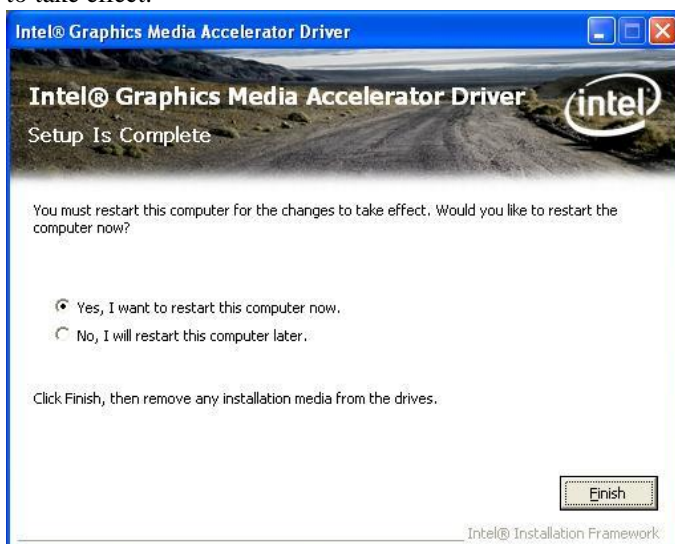 to take effect.
Intel® Graphics Media Accelerator Driver
Intel® Graphics Media Accelerator Driver
intel
Setup Is Complete
You must restart this computer for the changes to take effect. Would you like to restart the
computer now?
Yes, I want to restart this computer now.
No, I will restart this computer later.
Click Finish, then remove any installation media from the drives.
Finish
Intel® Installation Framework